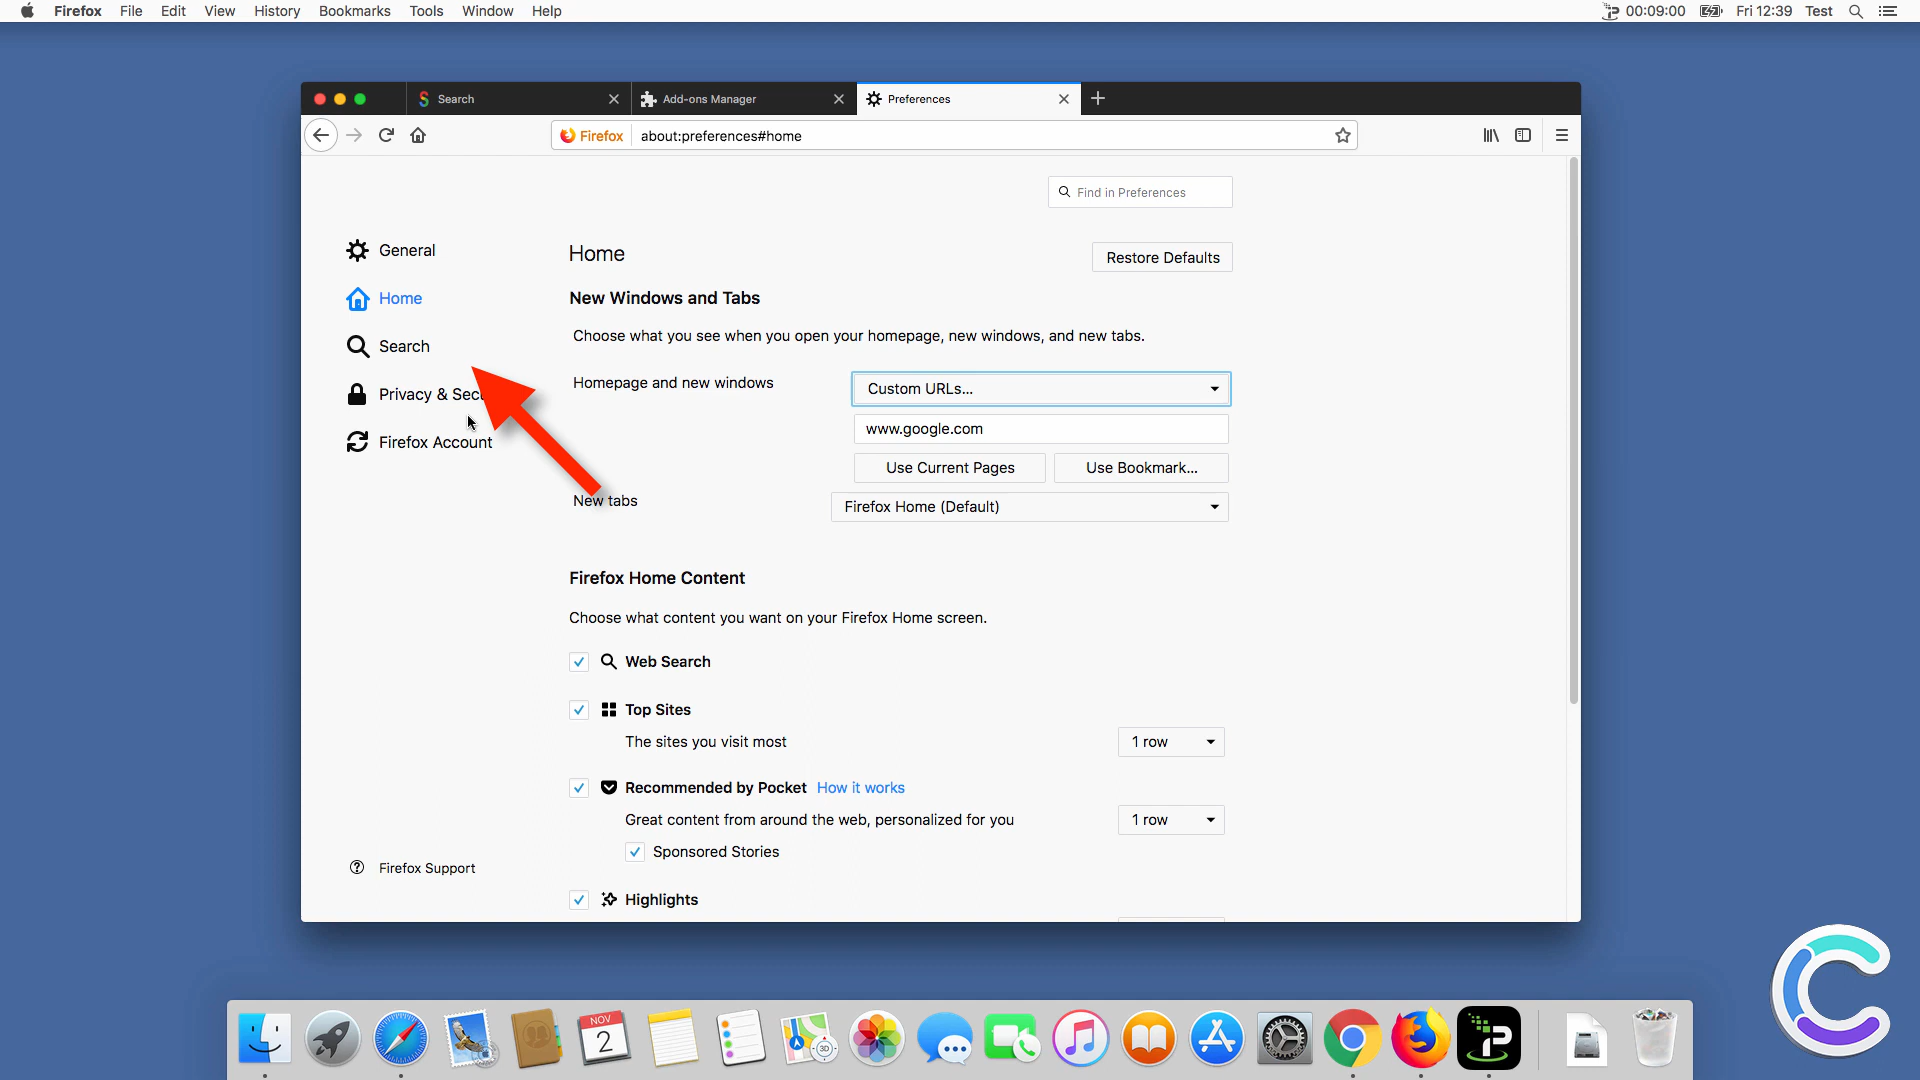 Firefox File Edit View History Bookmarks Tools Window Help 00:09:00 Fri 12:39 Test
Search Add-ons Manager Preferences
Firefox about:preferences#home
Find in Preferences
General
Home
Search
Privacy & Sec
Firefox Account
Firefox Support
Home
Restore Defaults
New Windows and Tabs
Choose what you see when you open your homepage, new windows, and new tabs.
Homepage and new windows Custom URLs...
www.google.com
Use Current Pages Use Bookmark...
New tabs Firefox Home (Default)
Firefox Home Content
Choose what content you want on your Firefox Home screen.
Web Search
Top Sites
The sites you visit most 1 row
Recommended by Pocket How it works
Great content from around the web, personalized for you 1 row
Sponsored Stories
Highlights
NOV
2
3D